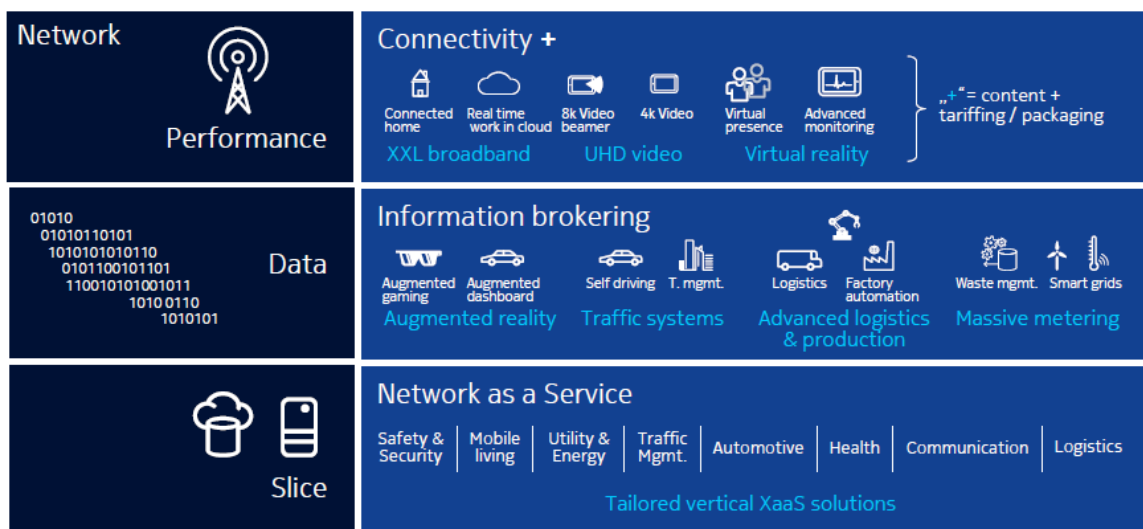 Network
Performance
Connectivity +
Connected
home
Real time
work in cloud
8k Video
beamer
4k Video
Virtual
presence
Advanced
monitoring
XXL broadband
UHD video
Virtual reality
„+“= content +
tariffing / packaging
01010
01010110101
1010101010110
0101100101101
110010101001011
1010 0110
1010101
Data
Information brokering
Augmented
gaming
Augmented
dashboard
Self driving
T. mgmt.
Logistics
Factory
automation
Waste mgmt.
Smart grids
Augmented reality
Traffic systems
Advanced logistics
& production
Massive metering
Slice
Network as a Service
Safety &
Security
Mobile
living
Utility &
Energy
Traffic
Mgmt.
Automotive
Health
Communication
Logistics
Tailored vertical XaaS solutions